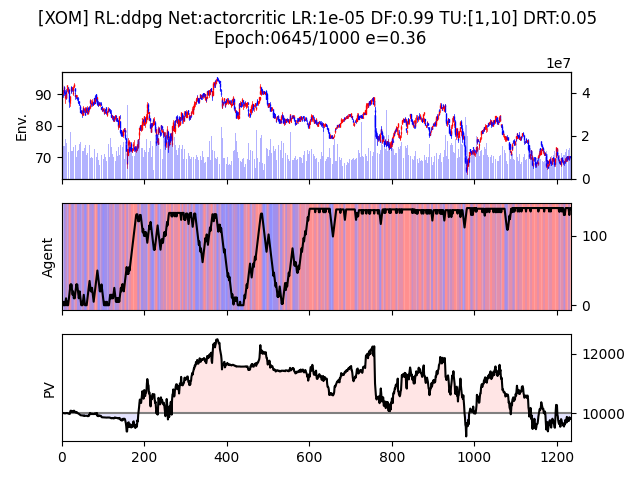 [XOM] RL:ddpg Net:actorcritic LR:1e-05 DF:0.99 TU:[1,10] DRT:0.05
Epoch:0645/1000 e=0.36
1e7
90
80
70
Env.
4
2
0
Agent
100
0
PV
12000
10000
0 200 400 600 800 1000 1200